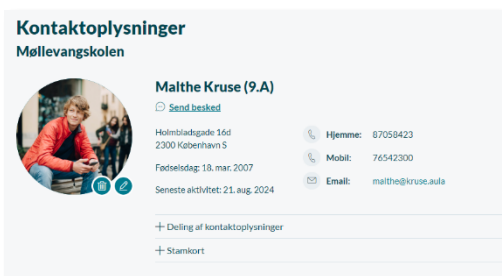 Kontaktoplysninger
Møllevangskolen
Malthe Kruse (9.A)
Send besked
Holmbladsgade 16d
2300 København S
Fødselsdag: 18. mar. 2007
Seneste aktivitet: 21. aug. 2024
Hjemme: 87058423
Mobil: 76542300
Email: malthe@kruse.aula
+ Deling af kontaktoplysninger
+ Stamkort